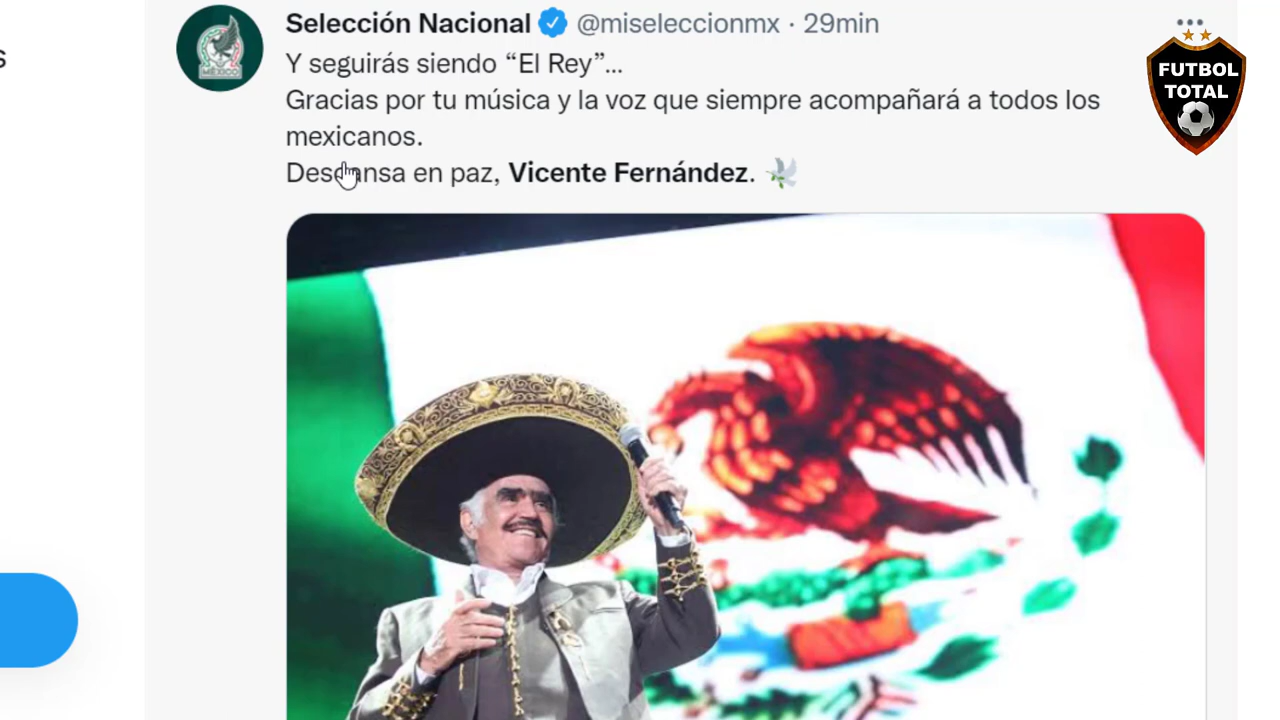 s
Selección Nacional @miseleccionmx · 29min
Y seguirás siendo “El Rey”...
Gracias por tu música y la voz que siempre acompañará a todos los
mexicanos.
Descansa en paz, Vicente Fernández.
FUTBOL
TOTAL
MÉXICO